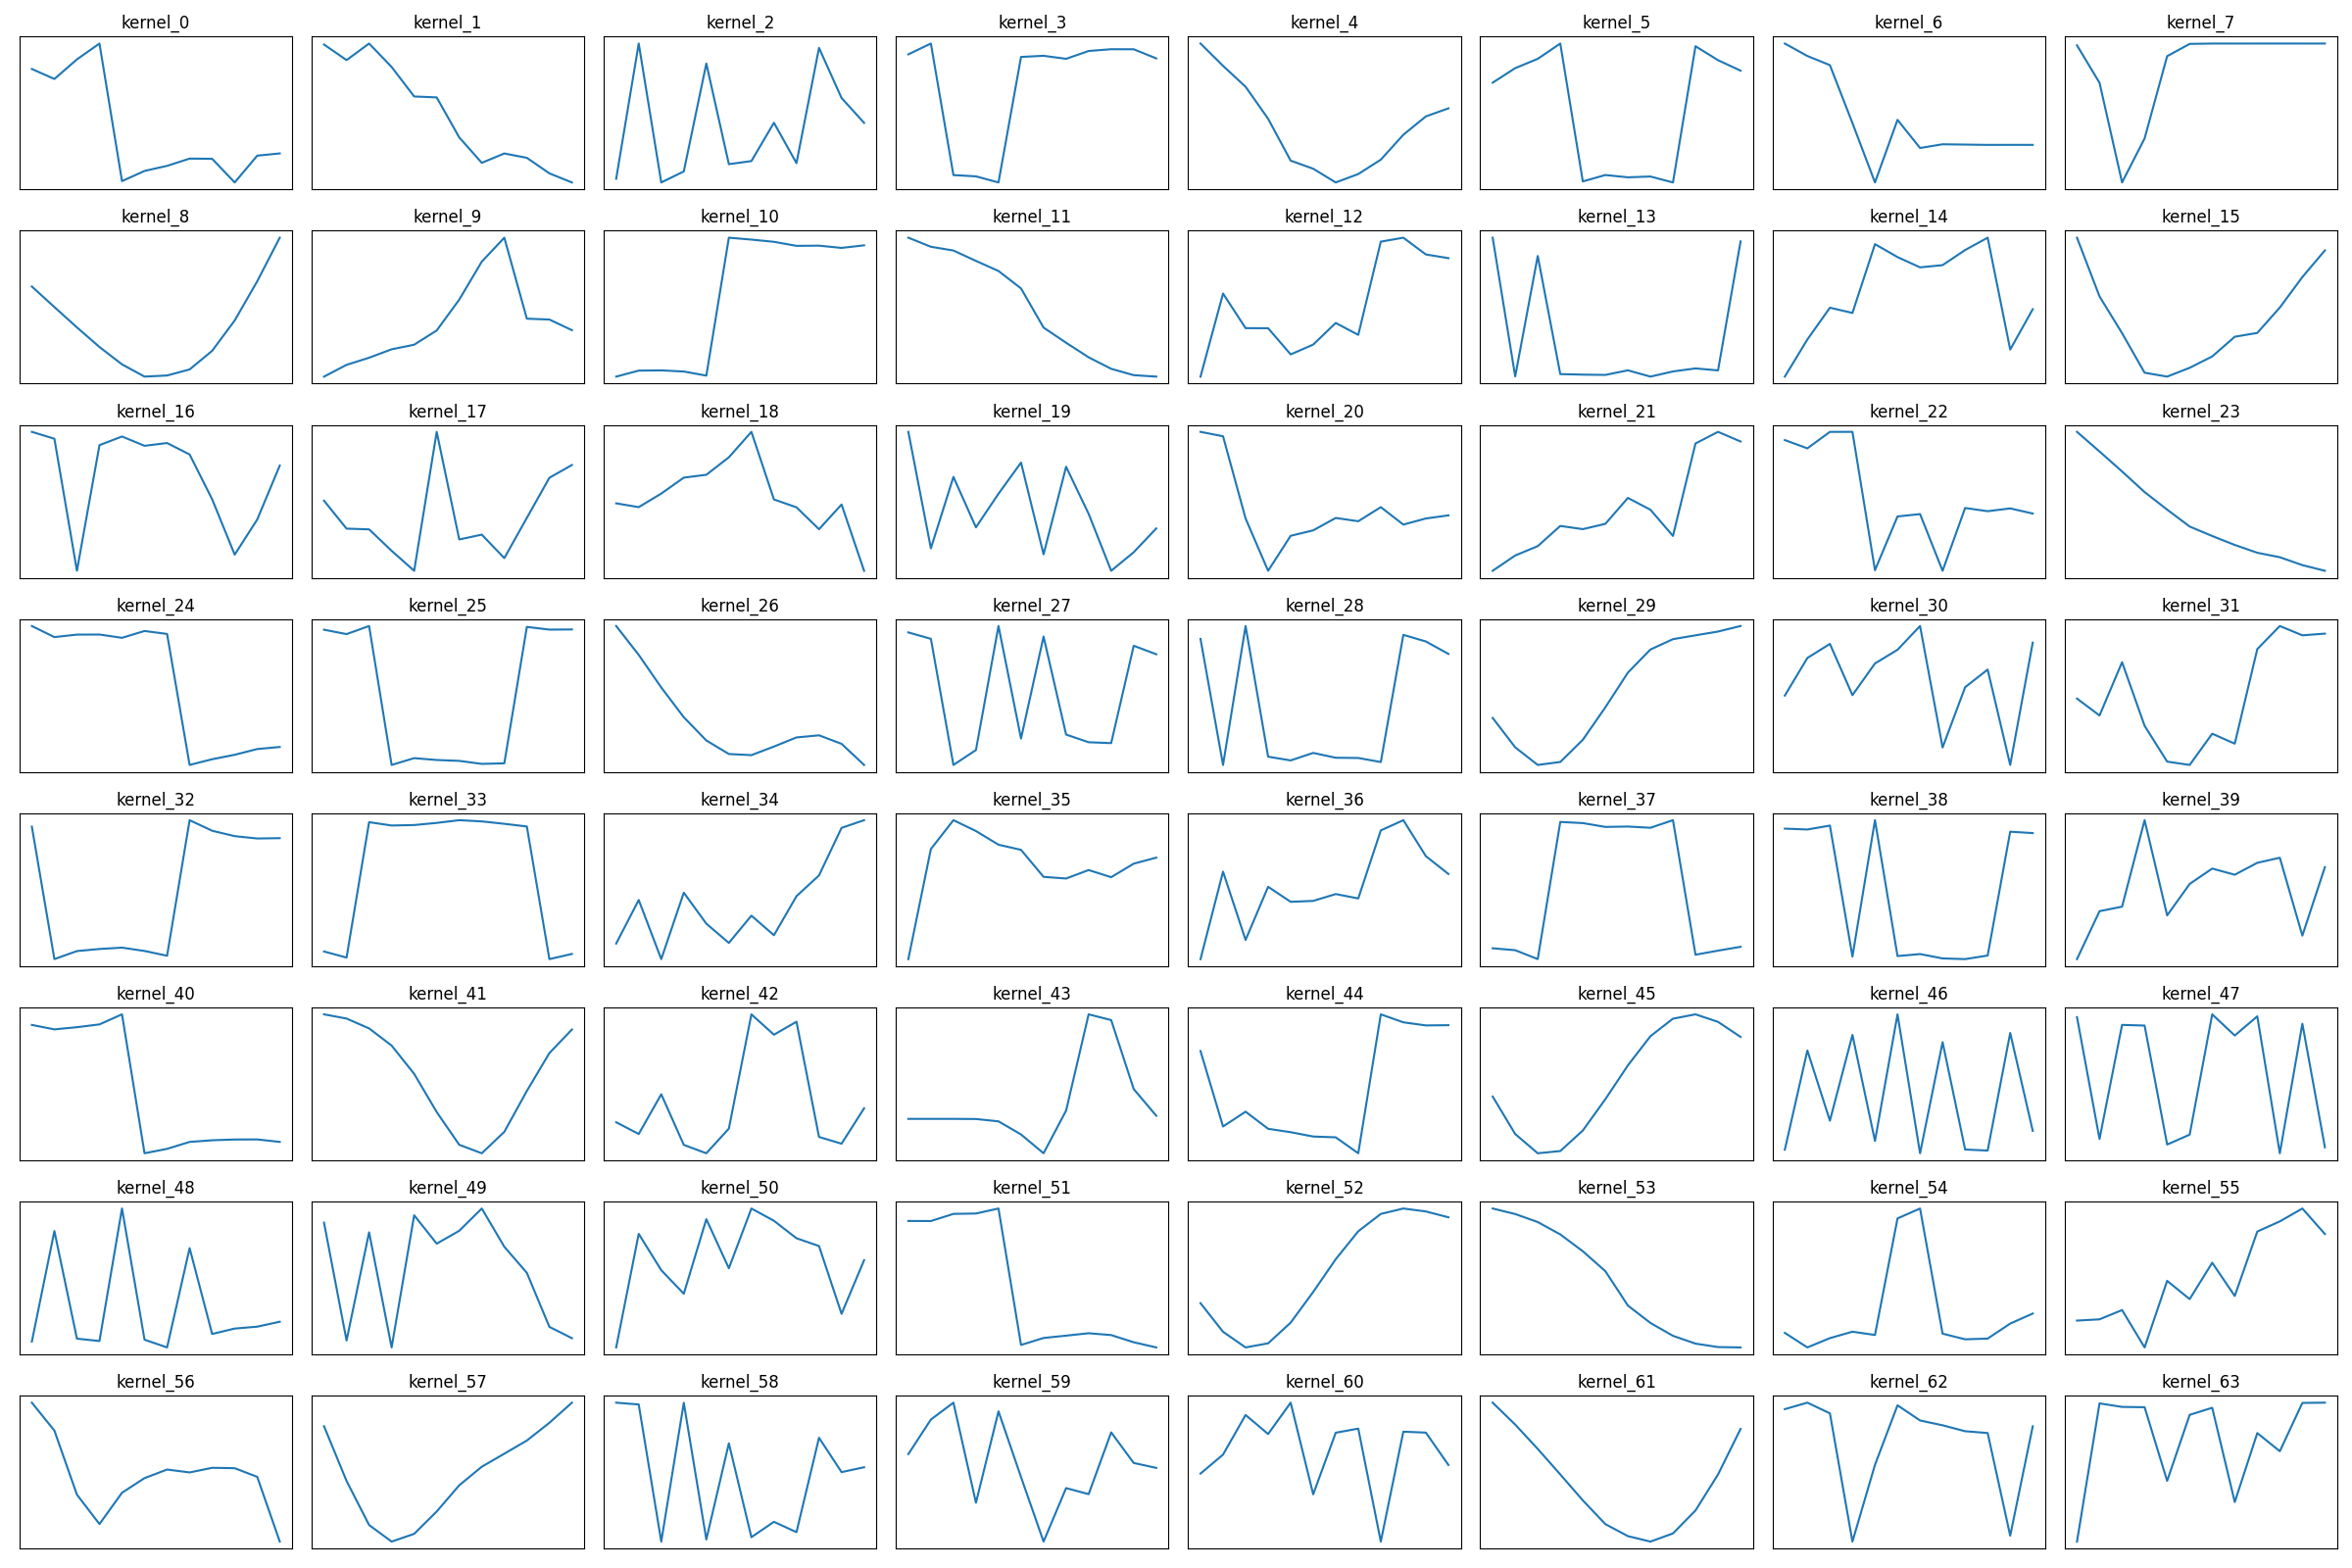 kernel_0 kernel_1 kernel_2 kernel_3 kernel_4 kernel_5 kernel_6 kernel_7
kernel_8 kernel_9 kernel_10 kernel_11 kernel_12 kernel_13 kernel_14 kernel_15
kernel_16 kernel_17 kernel_18 kernel_19 kernel_20 kernel_21 kernel_22 kernel_23
kernel_24 kernel_25 kernel_26 kernel_27 kernel_28 kernel_29 kernel_30 kernel_31
kernel_32 kernel_33 kernel_34 kernel_35 kernel_36 kernel_37 kernel_38 kernel_39
kernel_40 kernel_41 kernel_42 kernel_43 kernel_44 kernel_45 kernel_46 kernel_47
kernel_48 kernel_49 kernel_50 kernel_51 kernel_52 kernel_53 kernel_54 kernel_55
kernel_56 kernel_57 kernel_58 kernel_59 kernel_60 kernel_61 kernel_62 kernel_63